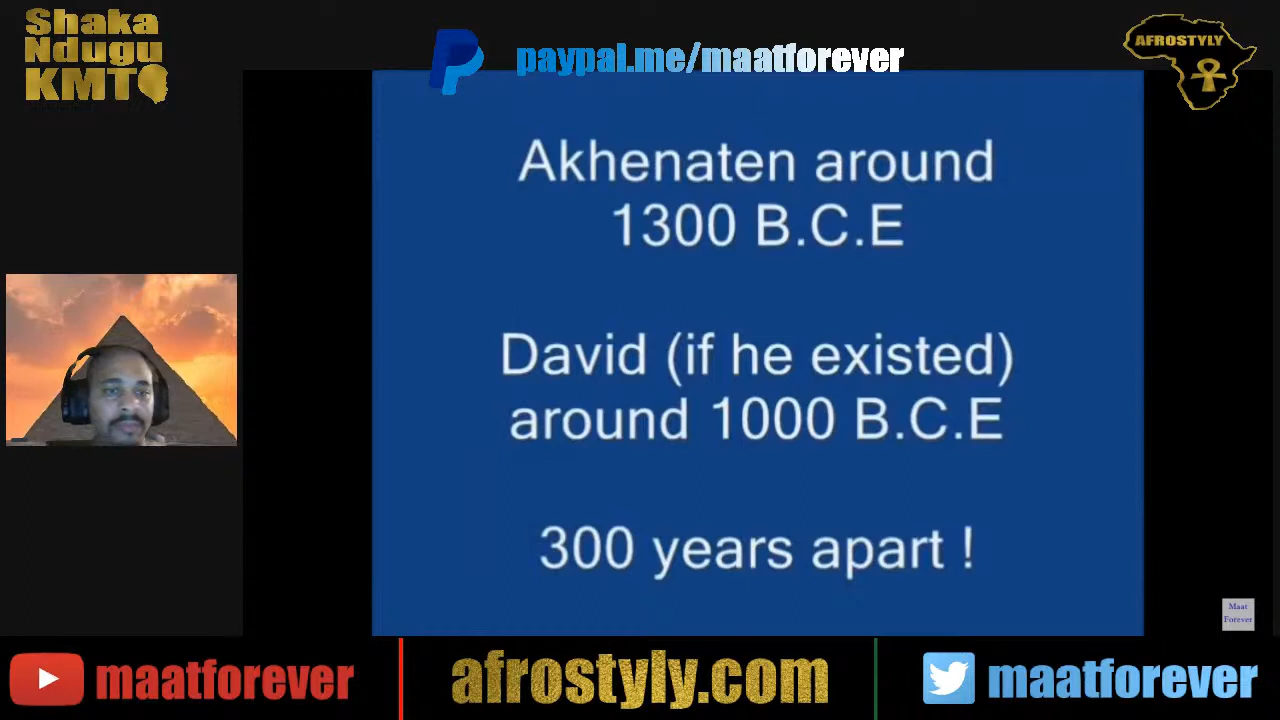 Shaka
Ndugu
KMT
paypal.me/maatforever
AFROSTYLY
Akhenaten around
1300 B.C.E
David (if he existed)
around 1000 B.C.E
300 years apart !
Maat
Forever
maatforever
afrostyly.com
maatforever